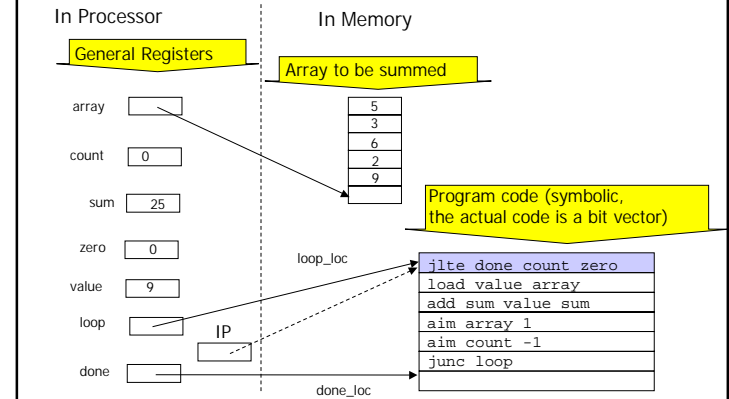 In Processor
In Memory
General Registers
Array to be summed
array
count
0
sum
25
zero
0
value
9
loop
IP
done
5
3
6
2
9
Program code (symbolic,
the actual code is a bit vector)
loop_loc
jlte done count zero
load value array
add sum value sum
aim array 1
aim count -1
junc loop
done_loc